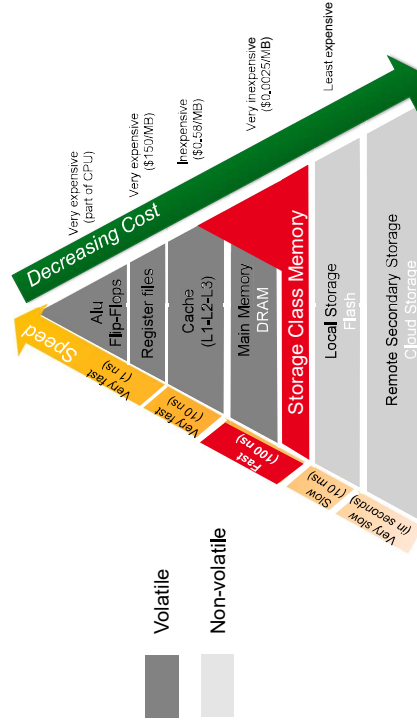 Volatile
Non-volatile
Speed
Very fast
(1 ns)
Very fast
(10 ns)
Fast
(100 ns)
Slow
(10 ms)
Very slow
(in seconds)
Alu
Flip-Flops
Register files
Cache
(L1-L2-L3)
Main Memory
DRAM
Storage Class Memory
Local Storage
Flash
Remote Secondary Storage
Cloud Storage
Decreasing Cost
Very expensive
(part of CPU)
Very expensive
($150/MB)
Inexpensive
($0.58/MB)
Very inexpensive
($0.0025/MB)
Least expensive